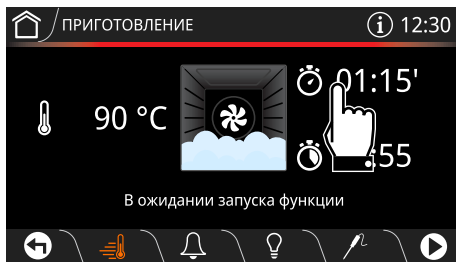 ПРИГОТОВЛЕНИЕ
i 12:30
01:15'
90 °C
:55
В ожидании запуска функции